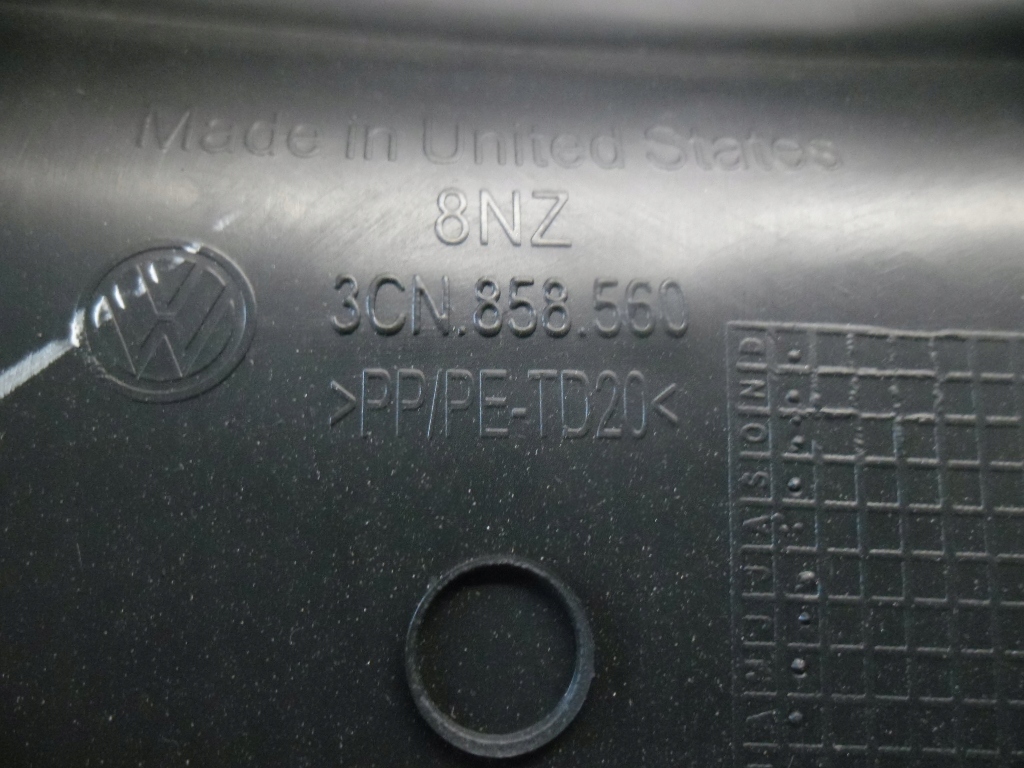 Made in United States
8NZ
3CN.858.560
>PP/PE-TD20<
D
N
O
S
A
J
J
M
A